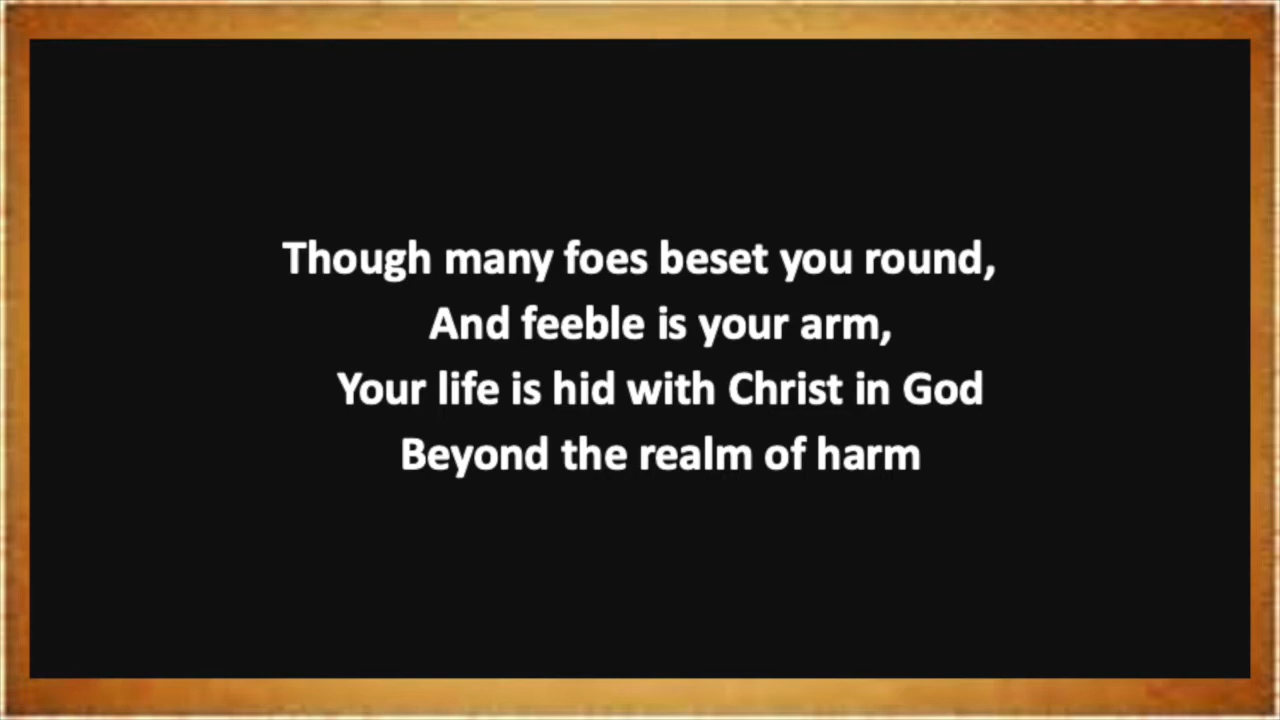 Though many foes beset you round,
And feeble is your arm,
Your life is hid with Christ in God
Beyond the realm of harm